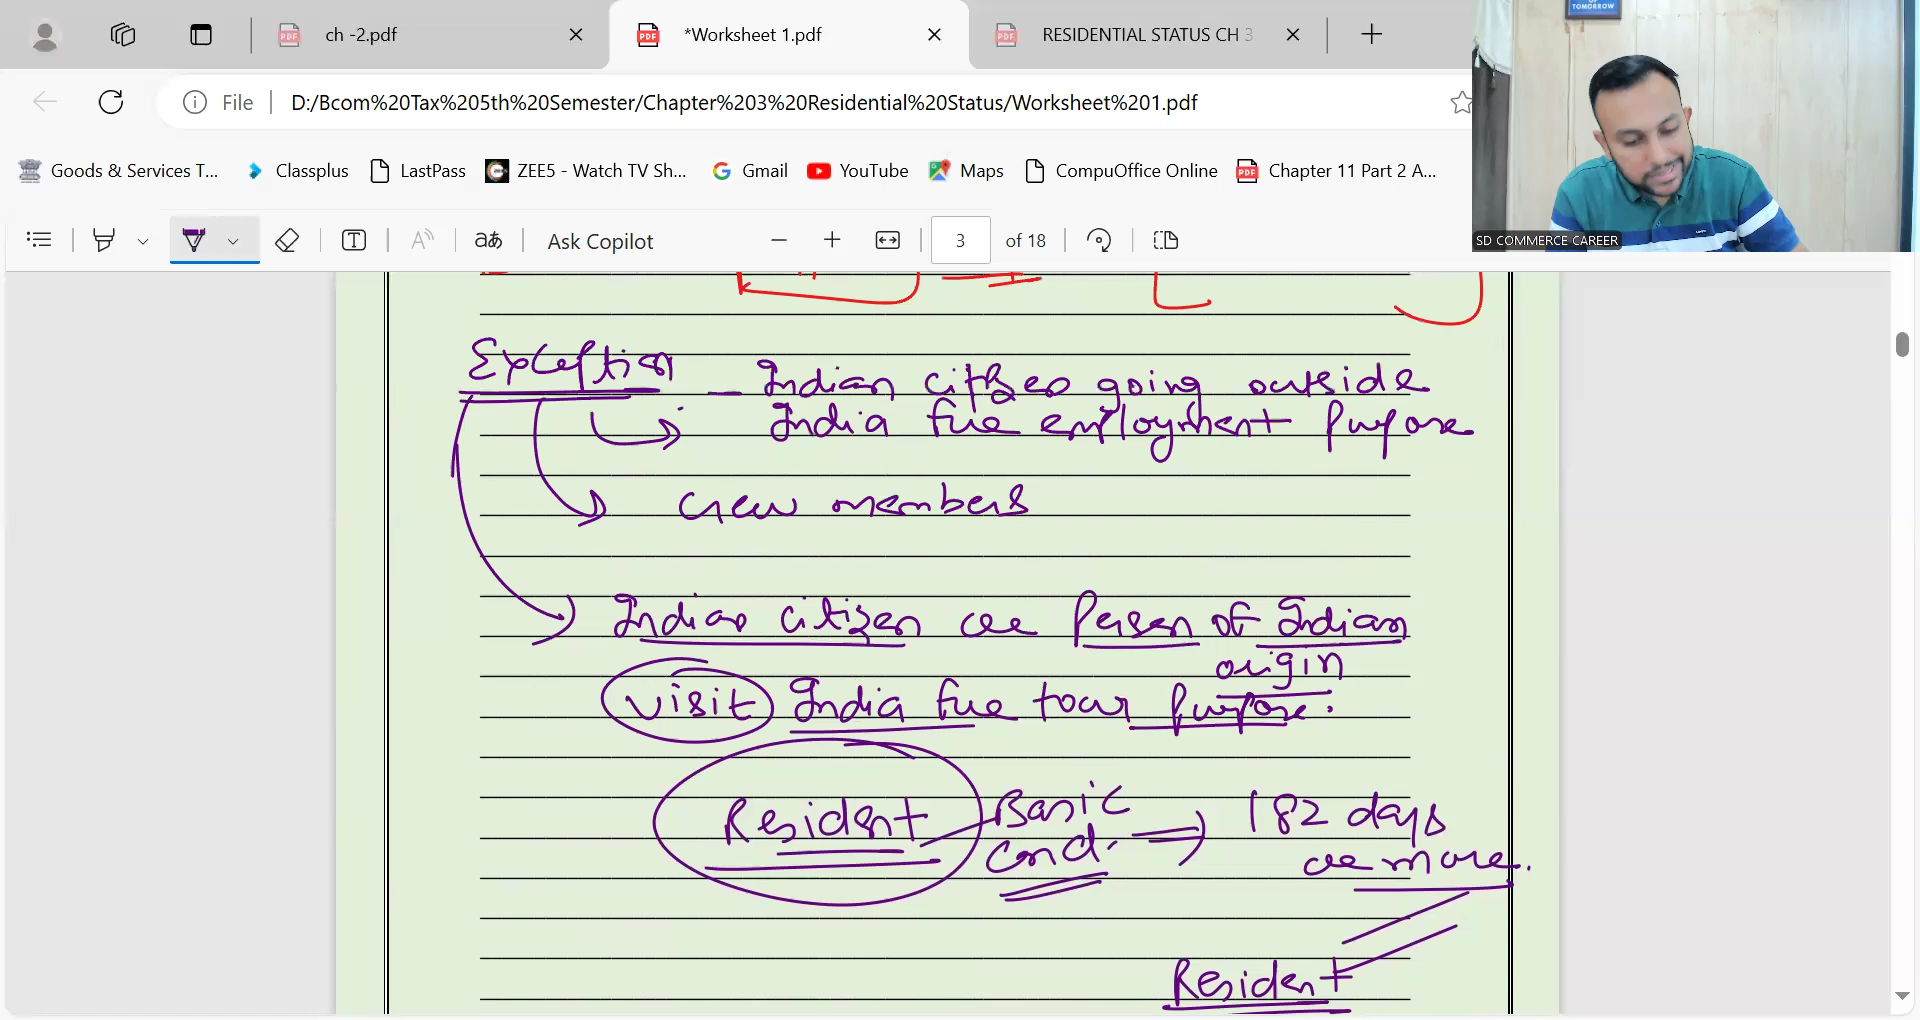 OF
TOMORROW
ch -2.pdf
*Worksheet 1.pdf
RESIDENTIAL STATUS CH 3
File
D:/Bcom%20Tax%205th%20Semester/Chapter%203%20Residential%20Status/Worksheet%201.pdf
Goods & Services T...
Classplus
LastPass
ZEE5 - Watch TV Sh...
Gmail
YouTube
Maps
CompuOffice Online
Chapter 11 Part 2 A...
SD COMMERCE CAREER
Ask Copilot
3
of 18
Exception
- Indian citizen going outside
India for employment purpose
crew members
Indian citizen or Person of Indian
origin
visit India for tour purpose.
Resident
Basic
cond.
182 days
or more.
Resident